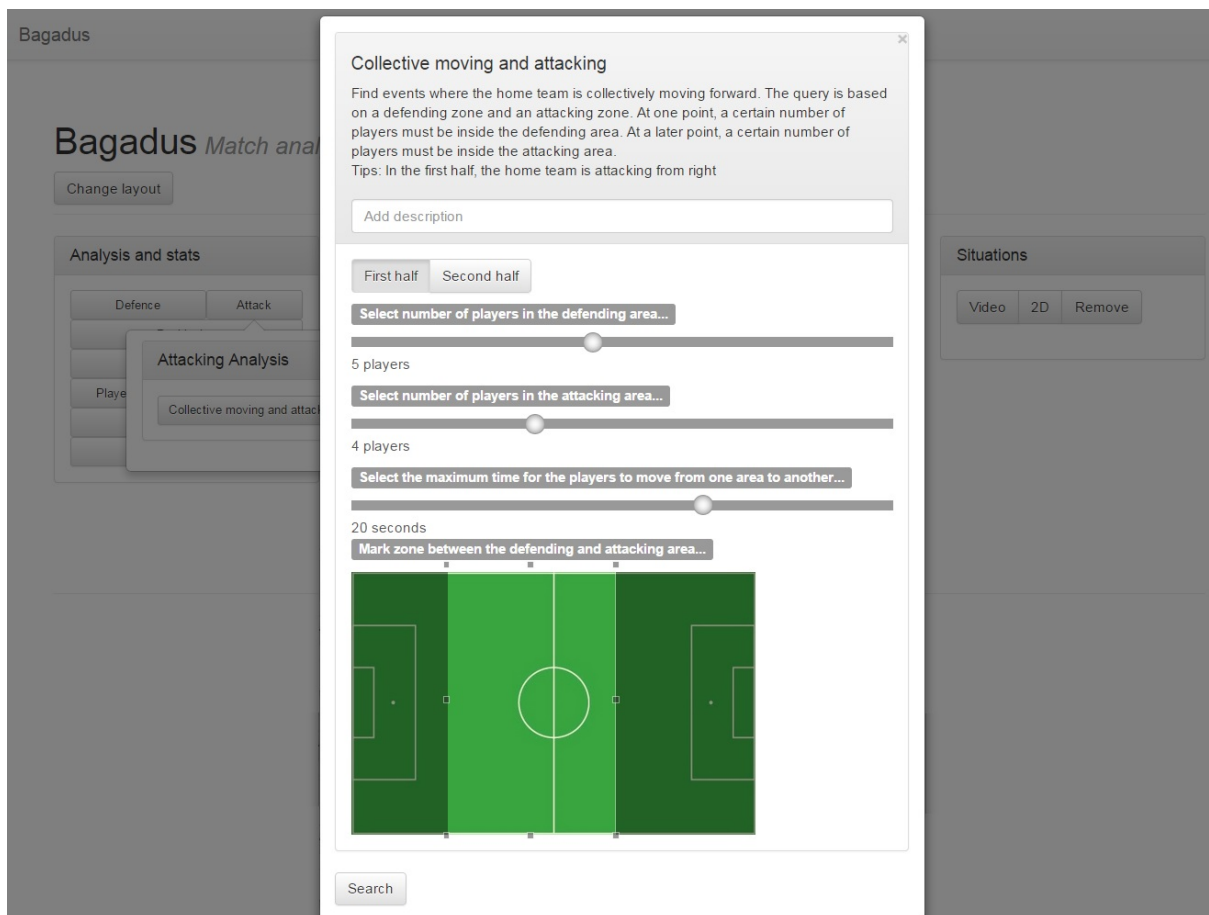 Bagadus
Collective moving and attacking
×
Find events where the home team is collectively moving forward. The query is based
on a defending zone and an attacking zone. At one point, a certain number of
players must be inside the defending area. At a later point, a certain number of
players must be inside the attacking area.
Tips: In the first half, the home team is attacking from right
Bagadus Match anal
Change layout
Add description
Analysis and stats
Defence Attack
Attacking Analysis
Playe
Collective moving and attac
First half Second half
Select number of players in the defending area...
5 players
Select number of players in the attacking area...
4 players
Select the maximum time for the players to move from one area to another...
20 seconds
Mark zone between the defending and attacking area...
Search
Situations
Video 2D Remove